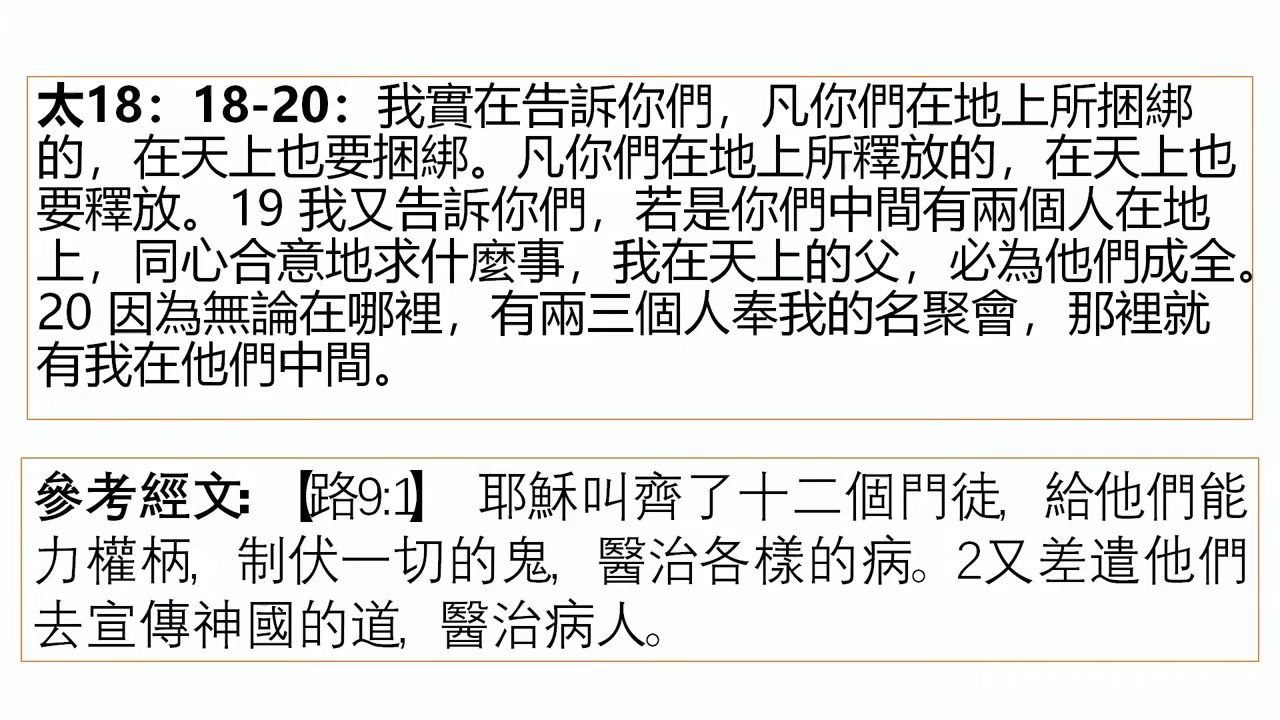 太18：18-20：我實在告訴你們，凡你們在地上所捆綁
的，在天上也要捆綁。凡你們在地上所釋放的，在天上也
要釋放。19 我又告訴你們，若是你們中間有兩個人在地
上，同心合意地求什麼事，我在天上的父，必為他們成全。
20 因為無論在哪裡，有兩三個人奉我的名聚會，那裡就
有我在他們中間。
參考經文:【路9:1】 耶穌叫齊了十二個門徒，給他們能
力權柄，制伏一切的鬼，醫治各樣的病。2又差遣他們
去宣傳神國的道，醫治病人。